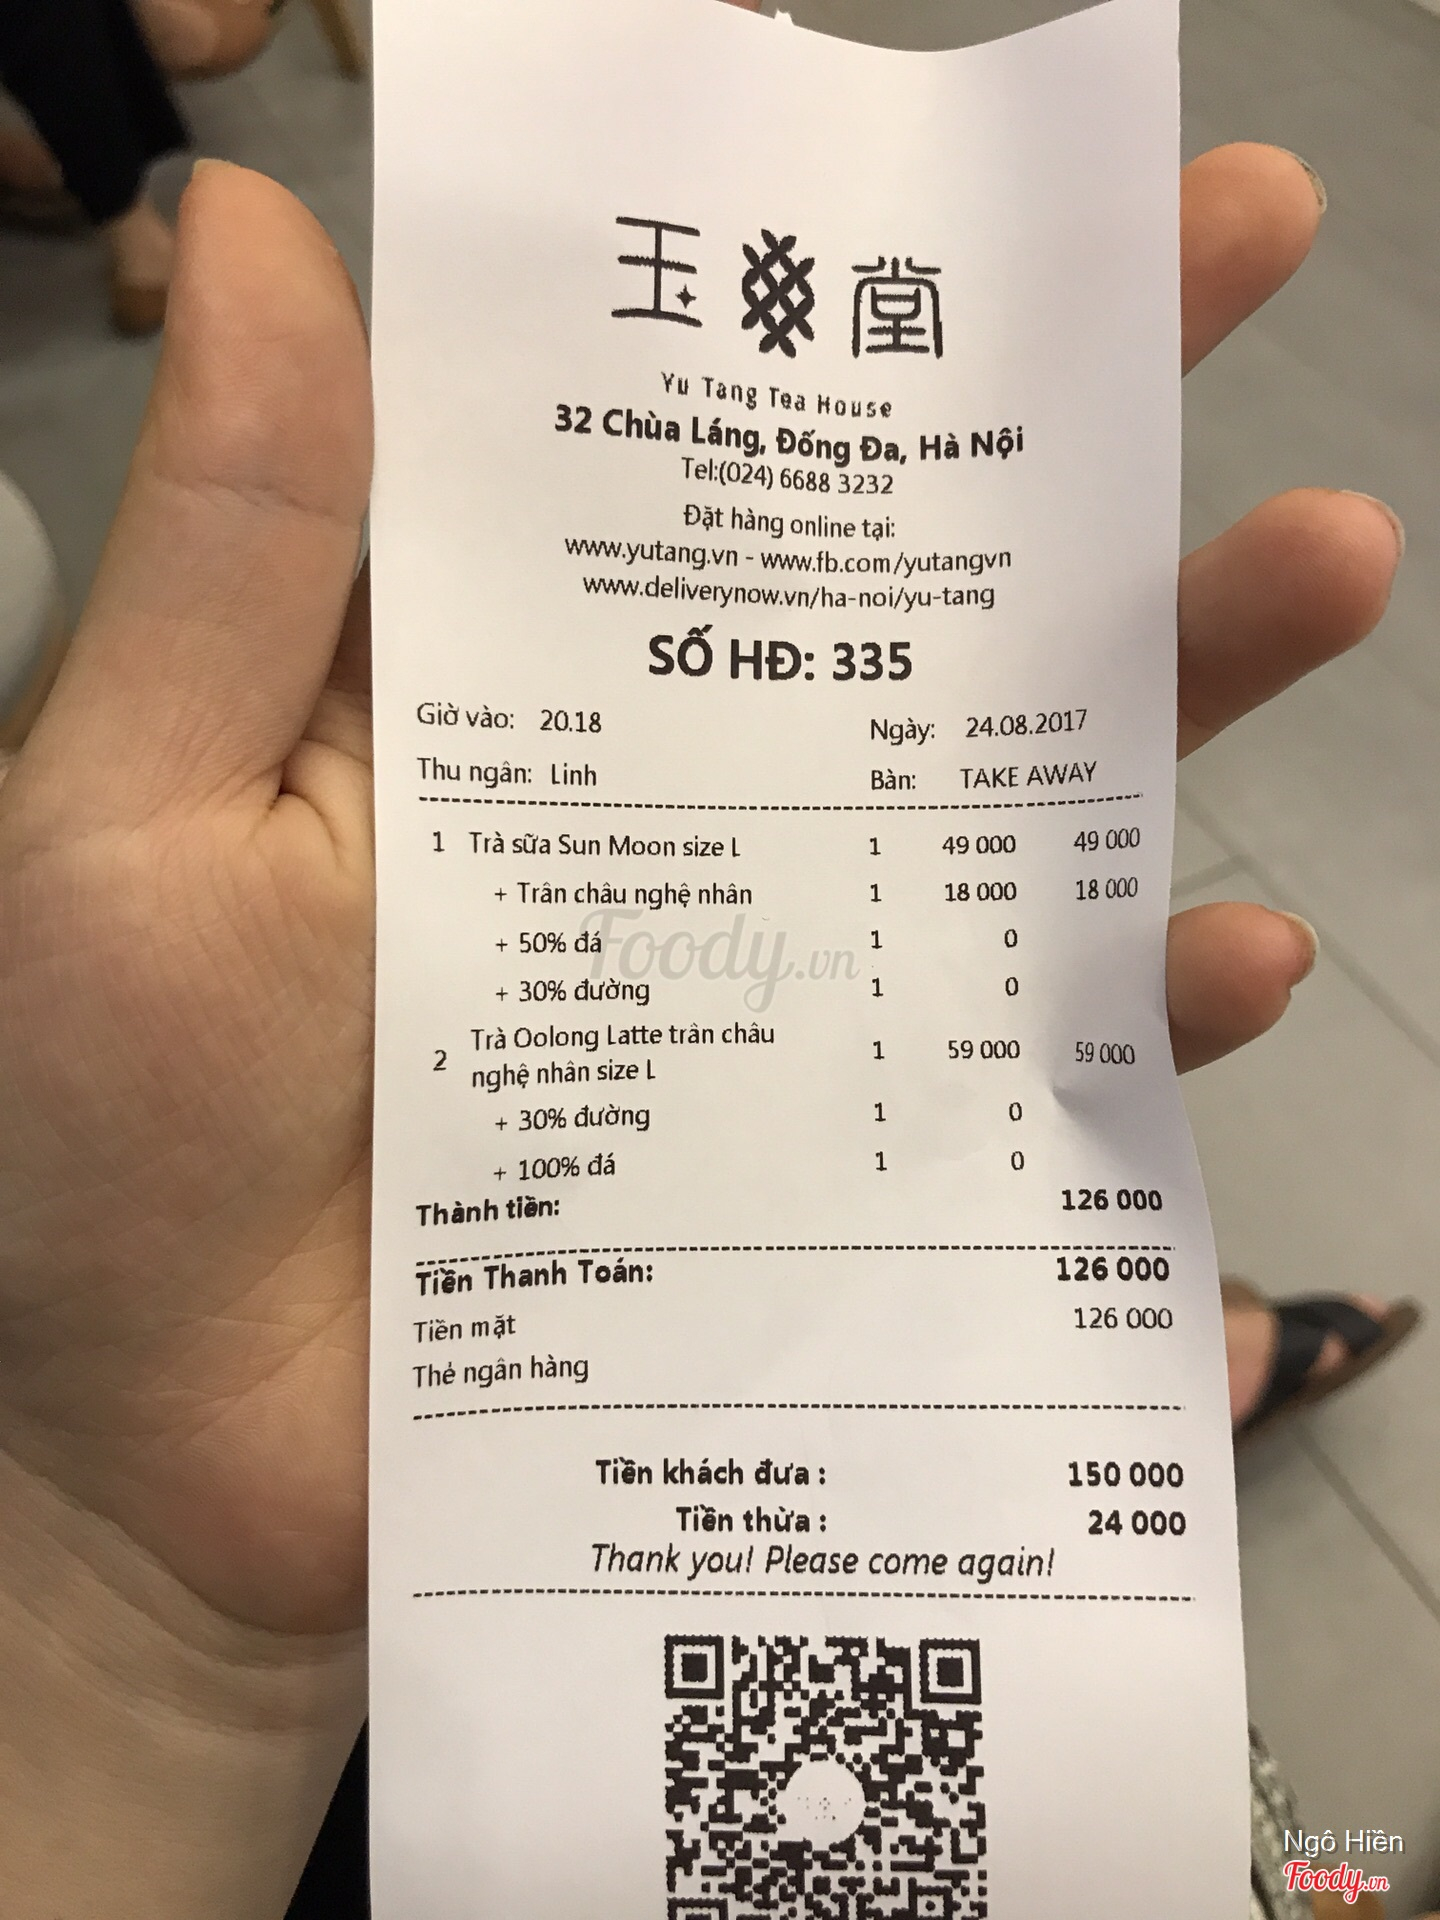 玉 堂
Yu Tang Tea House
32 Chùa Láng, Đống Đa, Hà Nội
Tel:(024) 6688 3232
Đặt hàng online tại:
www.yutang.vn - www.fb.com/yutangvn
www.deliverynow.vn/ha-noi/yu-tang
SỐ HĐ: 335
Giờ vào: 20.18 Ngày: 24.08.2017
Thu ngân: Linh Bàn: TAKE AWAY
1 Trà sữa Sun Moon size L 1 49 000 49 000
+ Trân châu nghệ nhân 1 18 000 18 000
+ 50% đá 1 0
+ 30% đường 1 0
2 Trà Oolong Latte trân châu nghệ nhân size L 1 59 000 59 000
+ 30% đường 1 0
+ 100% đá 1 0
Thành tiền: 126 000
Tiền Thanh Toán: 126 000
Tiền mặt 126 000
Thẻ ngân hàng
Tiền khách đưa : 150 000
Tiền thừa : 24 000
Thank you! Please come again!
Foody.vn
Ngô Hiền
Foody.vn